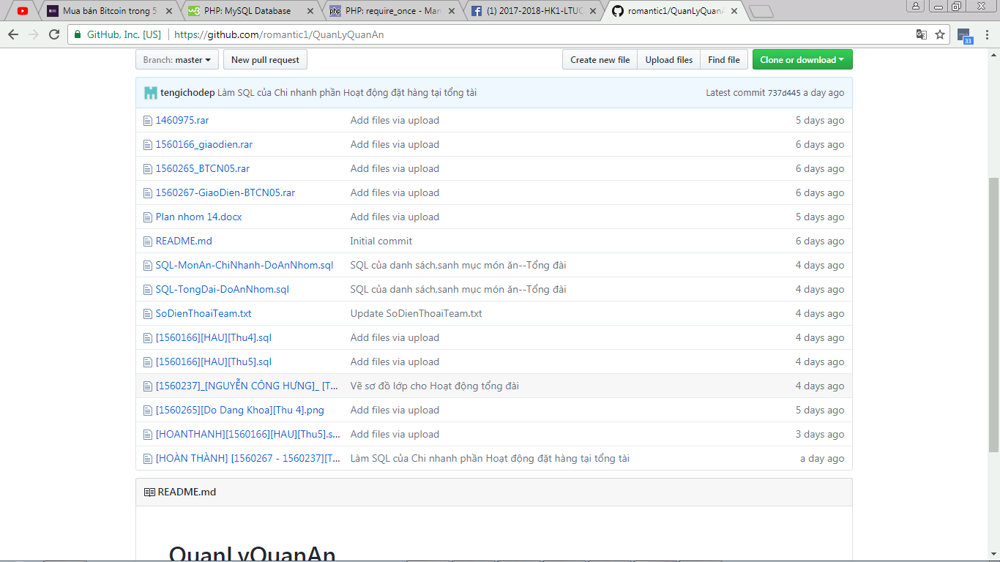 Mua bán Bitcoin trong 5
PHP: MySQL Database
PHP: require_once - Man
(1) 2017-2018-HK1-LTUC
romantic1/QuanLyQuanA
GitHub, Inc. [US] https://github.com/romantic1/QuanLyQuanAn
33
Branch: master New pull request Create new file Upload files Find file Clone or download
tengichodep Làm SQL của Chi nhanh phần Hoạt động đặt hàng tại tổng tài Latest commit 737d445 a day ago
1460975.rar Add files via upload 5 days ago
1560166_giaodien.rar Add files via upload 6 days ago
1560265_BTCN05.rar Add files via upload 6 days ago
1560267-GiaoDien-BTCN05.rar Add files via upload 6 days ago
Plan nhom 14.docx Add files via upload 5 days ago
README.md Initial commit 6 days ago
SQL-MonAn-ChiNhanh-DoAnNhom.sql SQL của danh sách,sanh mục món ăn--Tổng đài 4 days ago
SQL-TongDai-DoAnNhom.sql SQL của danh sách,sanh mục món ăn--Tổng đài 4 days ago
SoDienThoaiTeam.txt Update SoDienThoaiTeam.txt 4 days ago
[1560166][HAU][Thu4].sql Add files via upload 4 days ago
[1560166][HAU][Thu5].sql Add files via upload 4 days ago
[1560237]_[NGUYỄN CÔNG HƯNG]_ [T... Vẽ sơ đồ lớp cho Hoạt động tổng đài 4 days ago
[1560265][Do Dang Khoa][Thu 4].png Add files via upload 5 days ago
[HOANTHANH][1560166][HAU][Thu5].s... Add files via upload 3 days ago
[HOÀN THÀNH] [1560267 - 1560237][T... Làm SQL của Chi nhanh phần Hoạt động đặt hàng tại tổng tài a day ago
README.md
QuanLyQuanAn